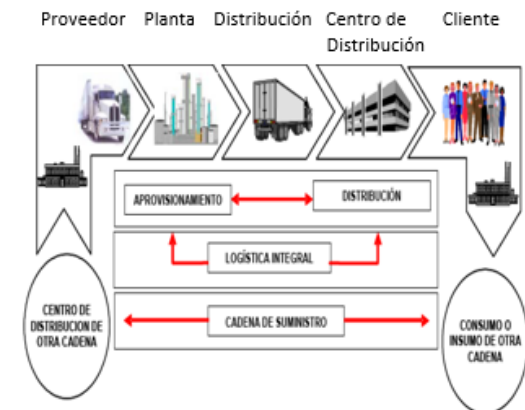 Proveedor Planta Distribución Centro de Cliente
Distribución
APROVISIONAMIENTO
DISTRIBUCIÓN
LOGÍSTICA INTEGRAL
CADENA DE SUMINISTRO
CENTRO DE
DISTRIBUCION DE
OTRA CADENA
CONSUMO O
INSUMO DE OTRA
CADENA